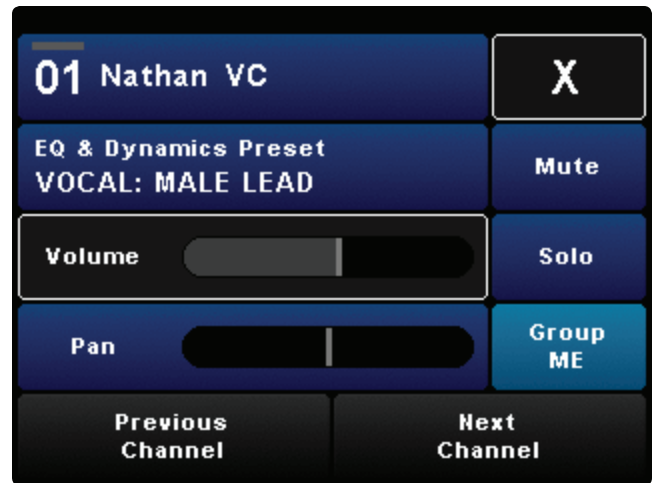 01 Nathan VC
X
EQ & Dynamics Preset
VOCAL: MALE LEAD
Mute
Volume
Solo
Pan
Group
ME
Previous
Channel
Next
Channel